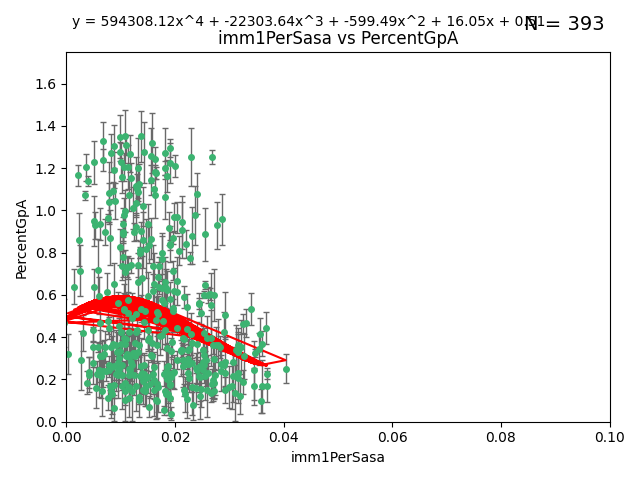 y = 594308.12x^4 + -22303.64x^3 + -599.49x^2 + 16.05x +
N = 393
imm1PerSasa vs PercentGpA
PercentGpA
1.6
1.4
1.2
1.0
0.8
0.6
0.4
0.2
0.0
0.00 0.02 0.04 0.06 0.08 0.10
imm1PerSasa